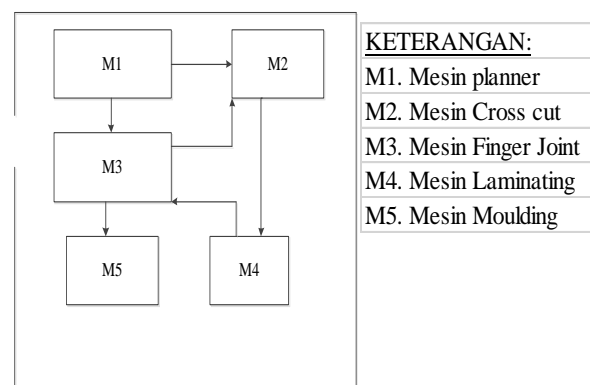 M1
M2
M3
M5
M4
KETERANGAN:
M1. Mesin planner
M2. Mesin Cross cut
M3. Mesin Finger Joint
M4. Mesin Laminating
M5. Mesin Moulding